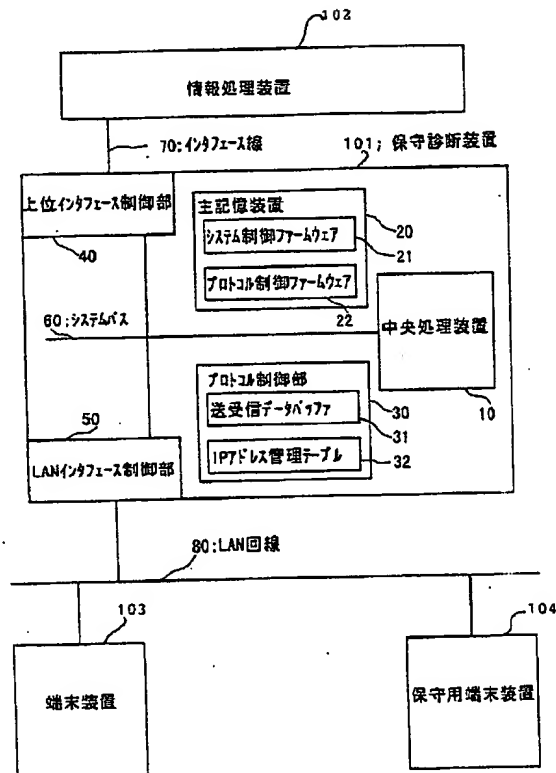 102
情報処理装置
70:インタフェース線
101; 保守診断装置
上位インタフェース制御部
40
主記憶装置
20
システム制御ファームウェア
21
プロトコル制御ファームウェア
22
60:システムバス
中央処理装置
10
プロトコル制御部
30
送受信データバッファ
31
IPアドレス管理テーブル
32
50
LANインタフェース制御部
80:LAN回線
103
端末装置
104
保守用端末装置